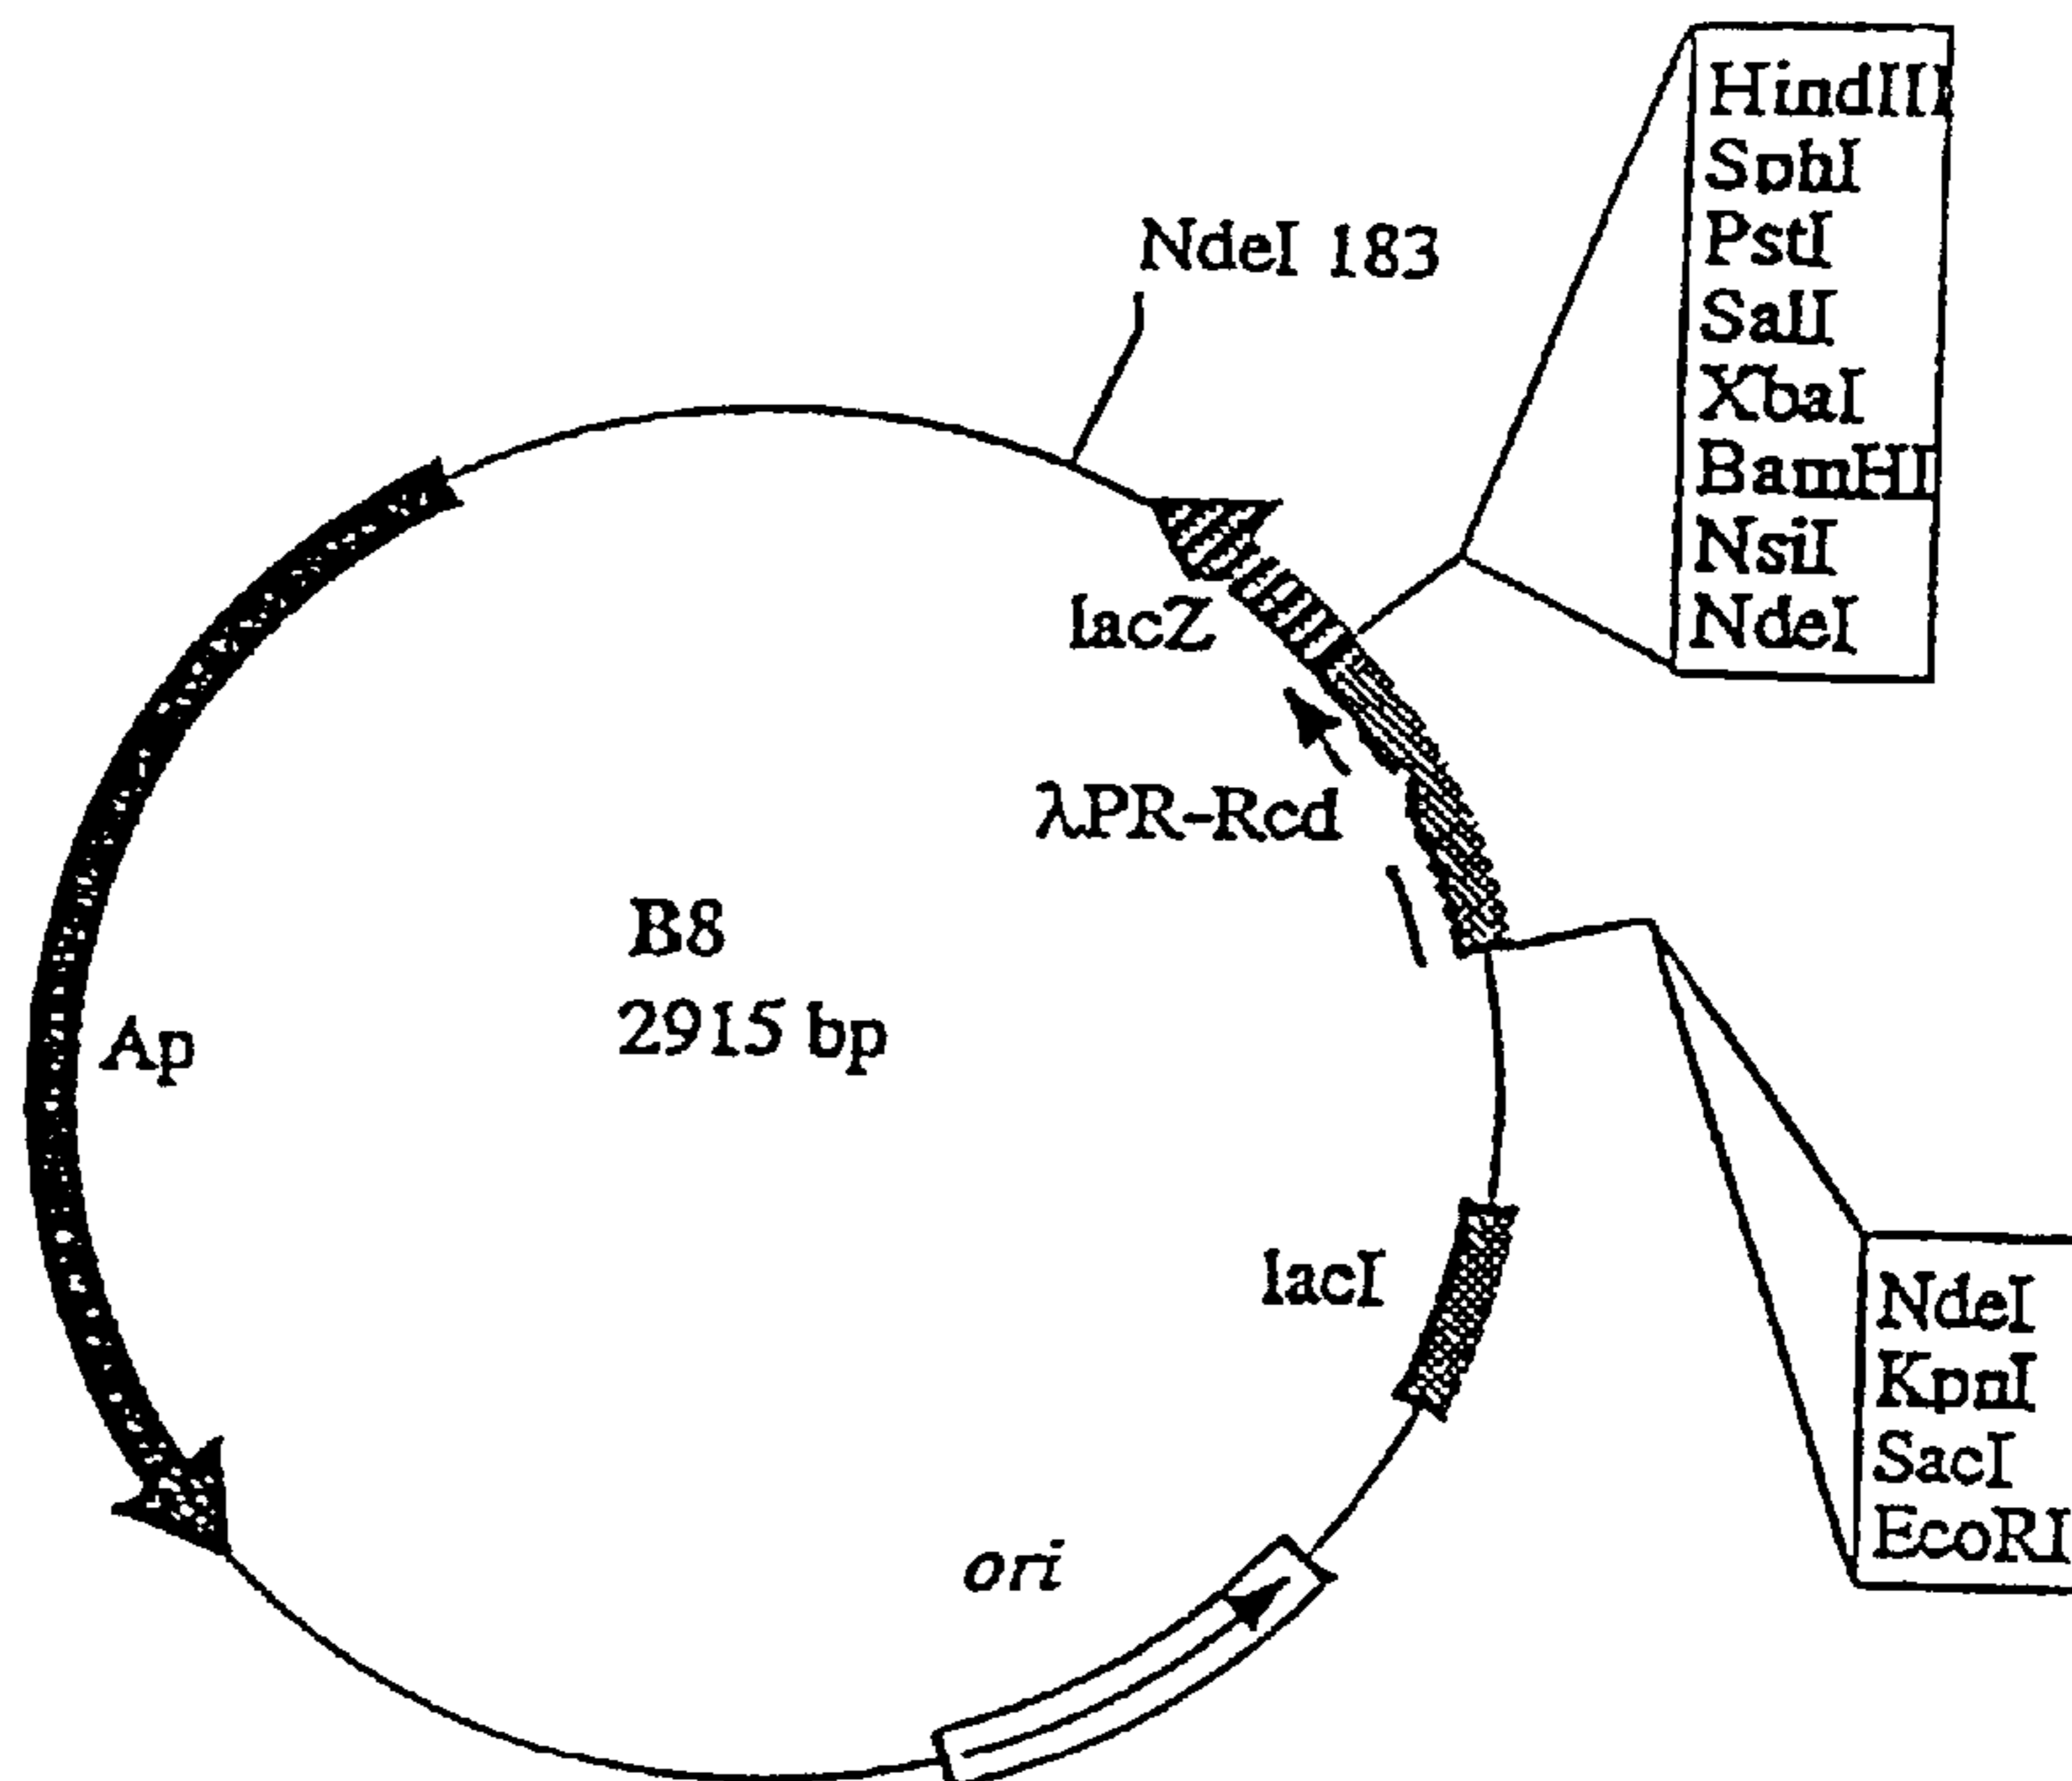 HindIII
SphI
PstI
SalI
XbaI
BamHI
NsiI
NdeI
NdeI 183
lacZ
λPR-Rcd
B8
2915 bp
Ap
lacI
NdeI
KpnI
SacI
EcoRI
ori